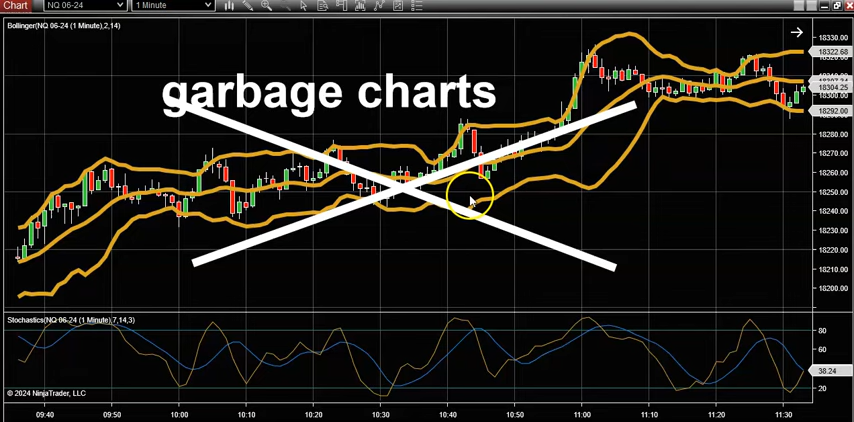 Chart NQ 06-24 1 Minute
Bollinger(NQ 06-24 (1 Minute),2,14)
garbage charts
18330.00
18322.68
18304.25
18292.00
18280.00
18270.00
18260.00
18250.00
18240.00
18230.00
18220.00
18210.00
18200.00
Stochastics(NQ 06-24 (1 Minute),7,14,3)
80
60
38.24
20
© 2024 NinjaTrader, LLC
09:40 09:50 10:00 10:10 10:20 10:30 10:40 10:50 11:00 11:10 11:20 11:30